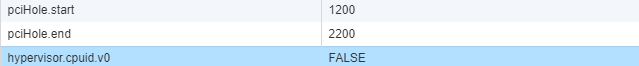 pciHole.start 1200
pciHole.end 2200
hypervisor.cpuid.v0 FALSE